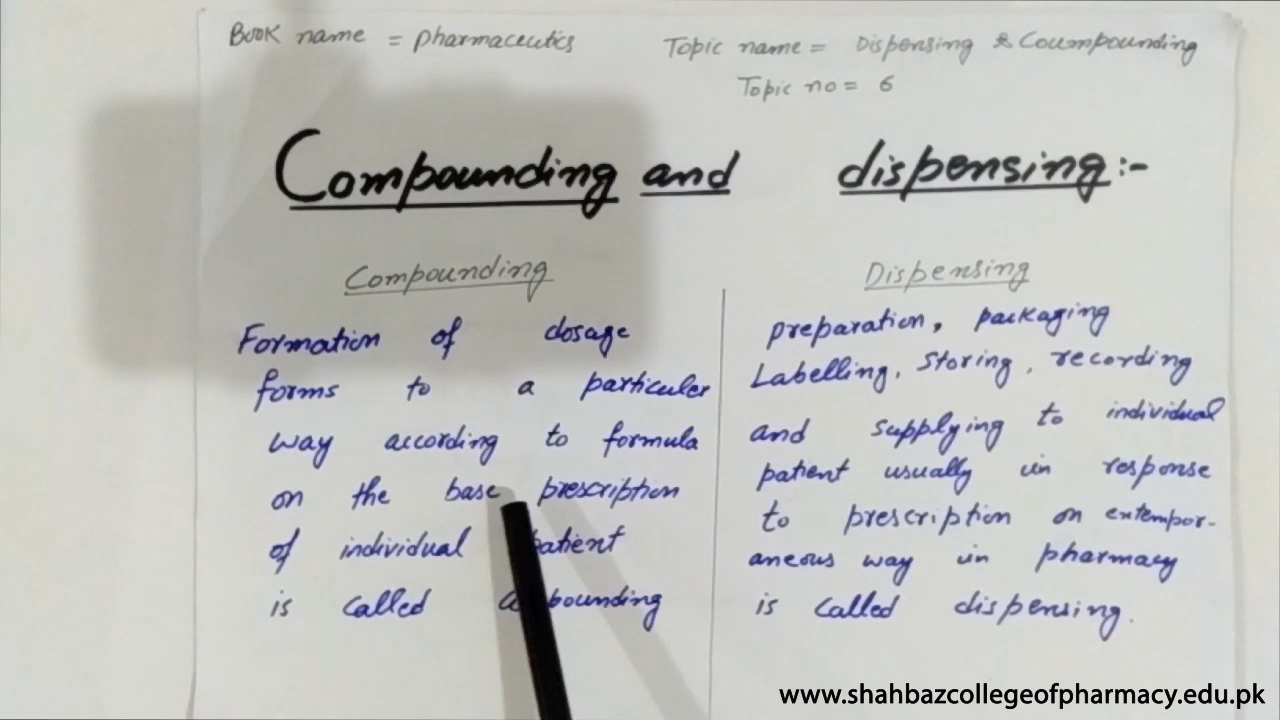 Book name = pharmaceutics
Topic name = Dispensing & Coumpounding
Topic no = 6
Compounding and dispensing:-
Compounding
Formation of dosage
forms to a particuler
way according to formula
on the base prescription
of individual patient
is called
Dispensing
preparation, packaging
Labelling, storing, recording
and supplying to individual
patient usually in response
to prescription on extempor-
aneous way in pharmacy
is called dispensing.
www.shahbazcollegeofpharmacy.edu.pk